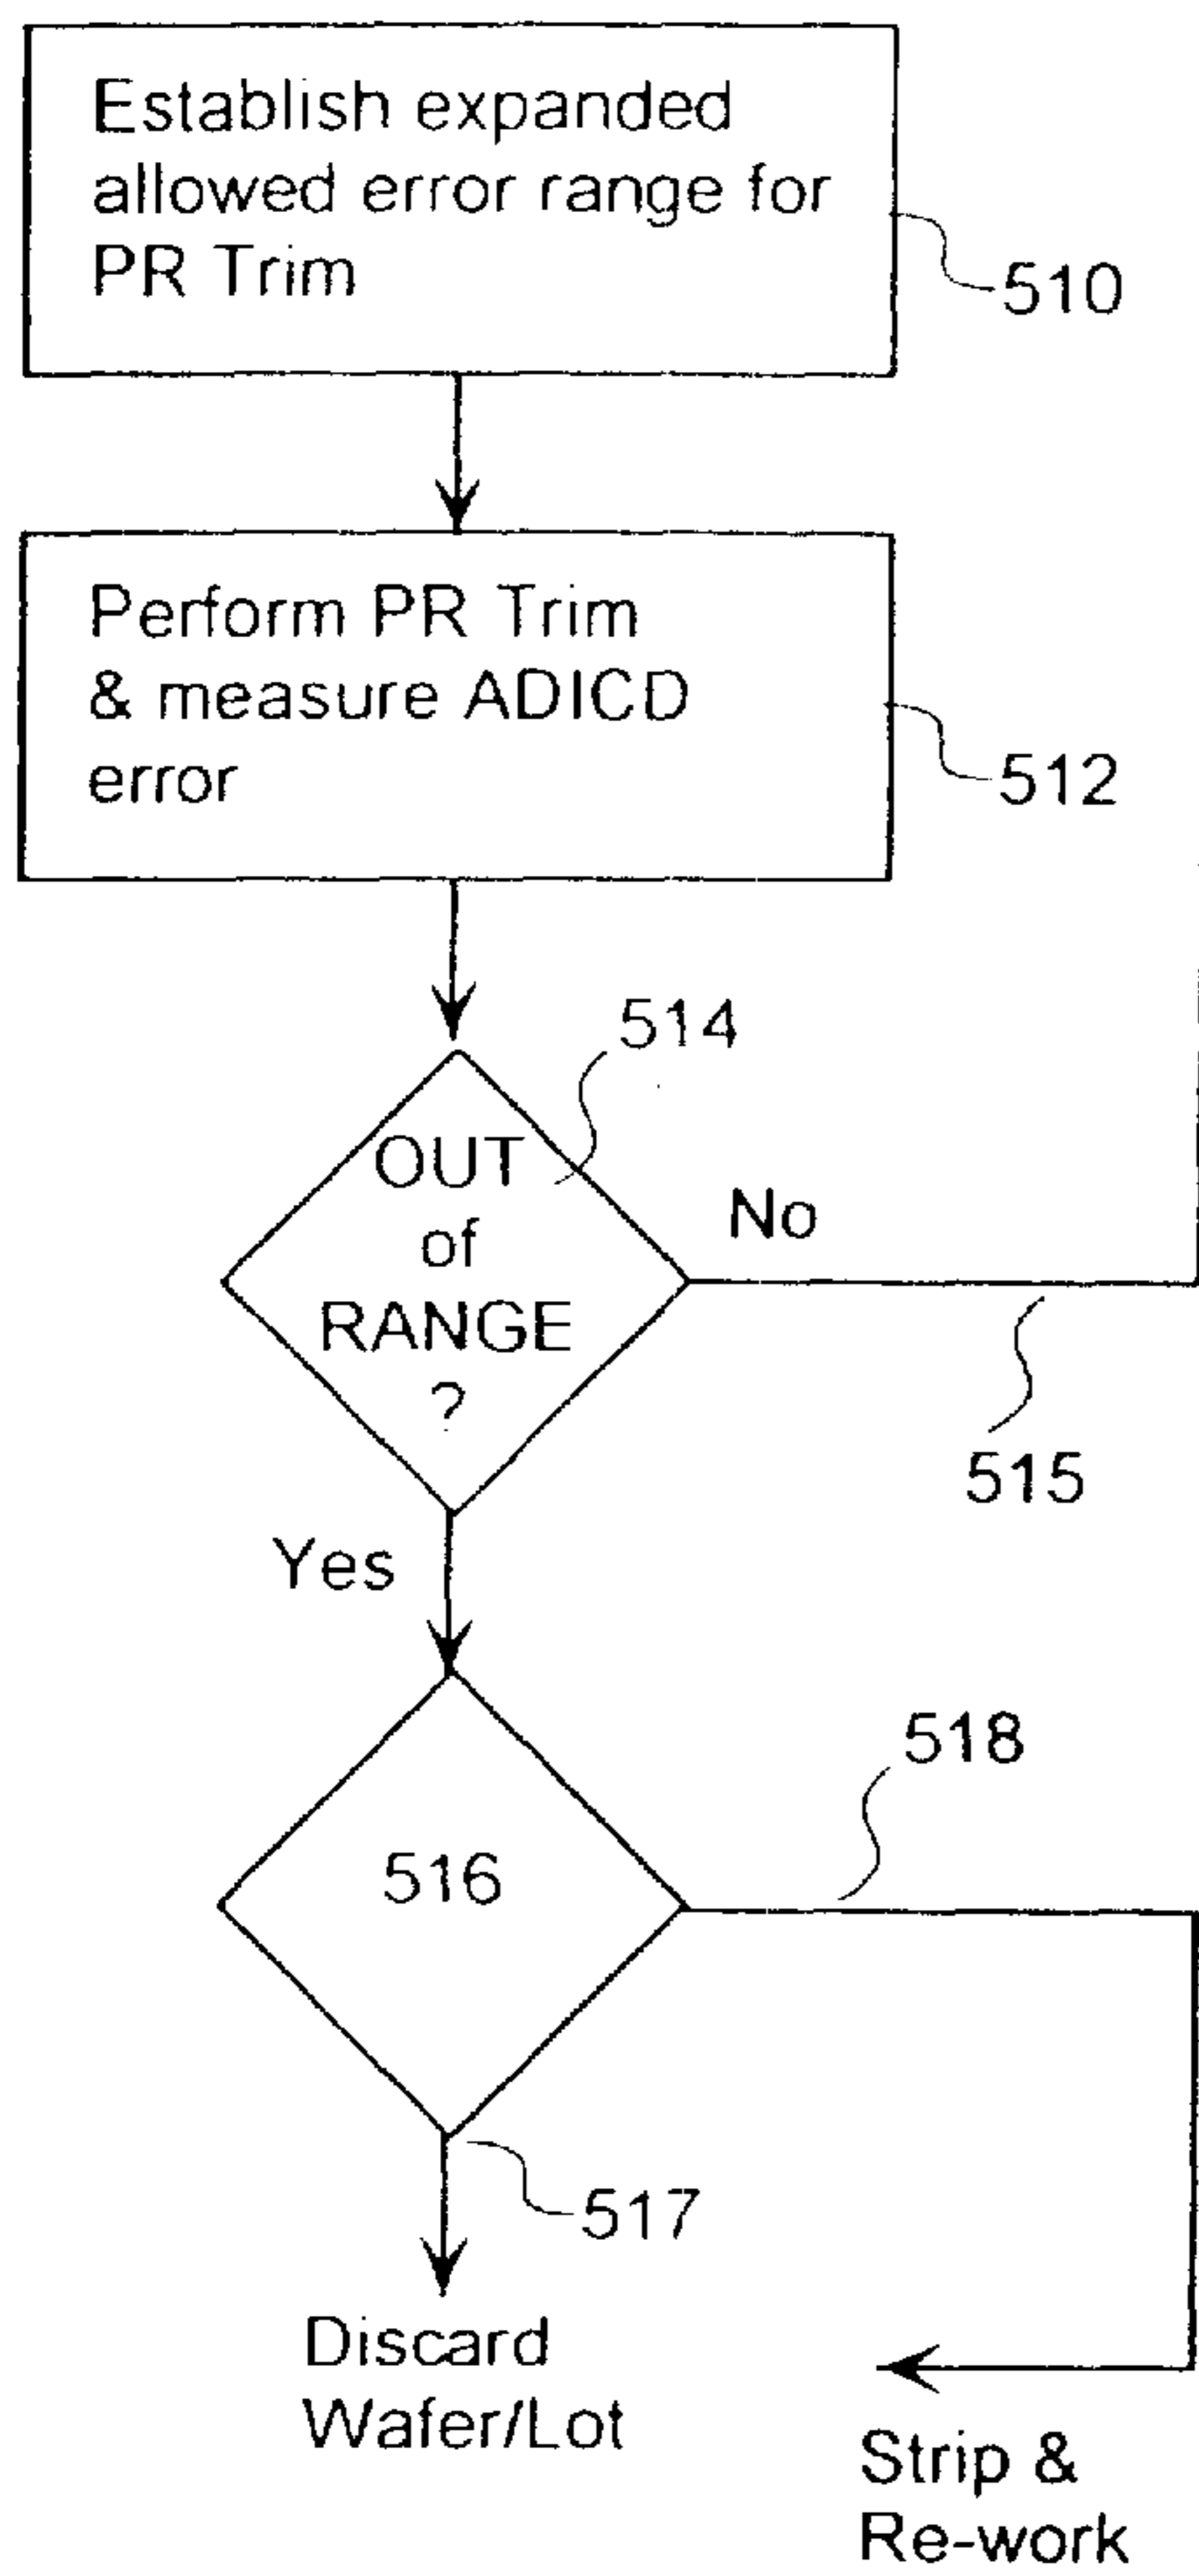 Establish expanded
allowed error range for
PR Trim
510
Perform PR Trim
& measure ADICD
error
512
514
OUT
of
RANGE
?
No
515
Yes
518
516
517
Discard
Wafer/Lot
Strip &
Re-work